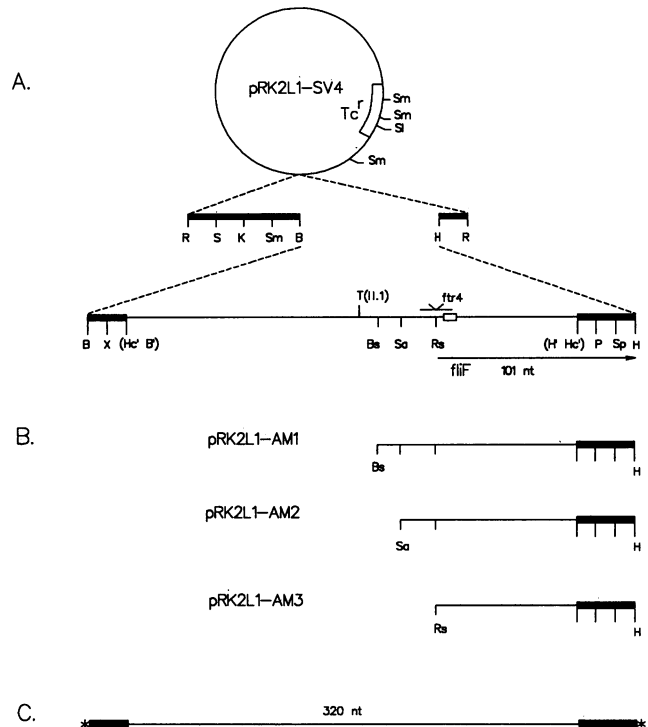 A.
pRK2L1-SV4
Tc r
Sm
Sm
Sl
Sm
R S K Sm B
H R
T(II.1) ftr4
B X (Hc' B') Bs Sa Rs (H' Hc') P Sp H
fliF 101 nt
B.
pRK2L1-AM1
Bs H
pRK2L1-AM2
Sa H
pRK2L1-AM3
Rs H
C.
320 nt
* *